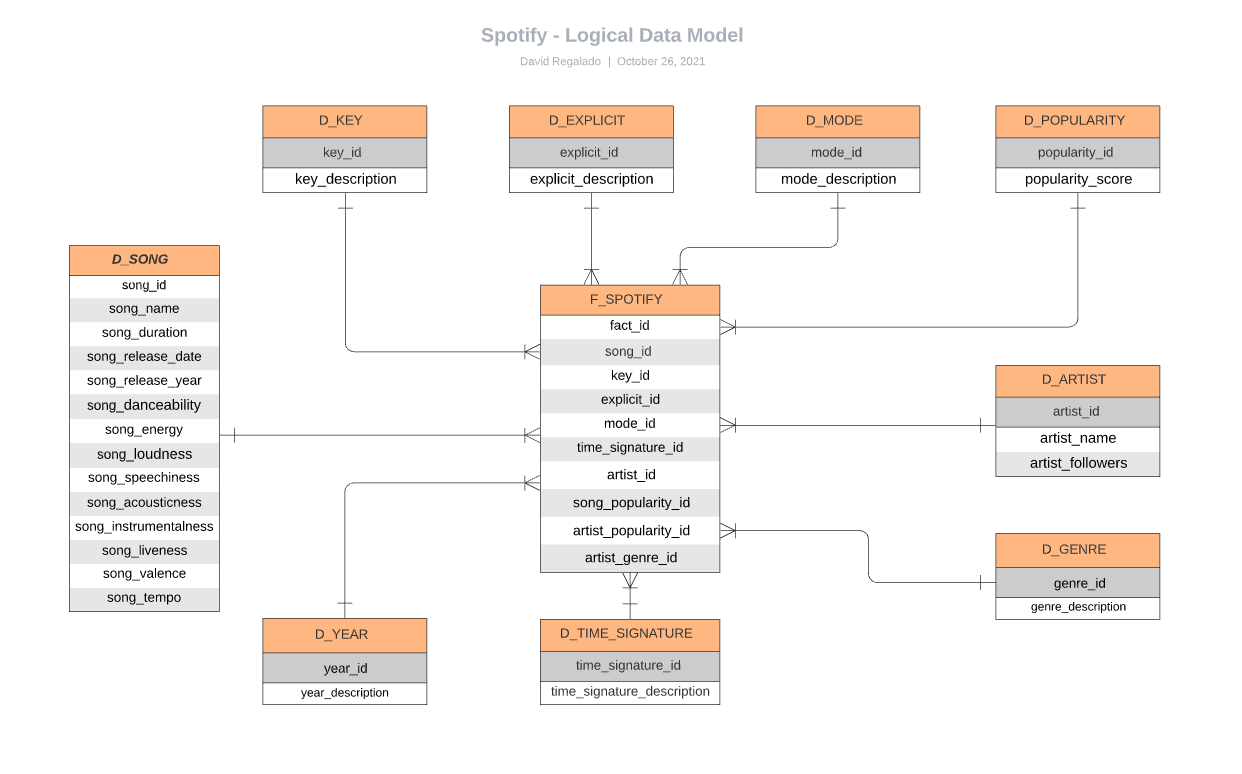 Spotify - Logical Data Model
David Regalado | October 26, 2021
D_KEY
key_id
key_description
D_EXPLICIT
explicit_id
explicit_description
D_MODE
mode_id
mode_description
D_POPULARITY
popularity_id
popularity_score
D_SONG
song_id
song_name
song_duration
song_release_date
song_release_year
song_danceability
song_energy
song_loudness
song_speechiness
song_acousticness
song_instrumentalness
song_liveness
song_valence
song_tempo
F_SPOTIFY
fact_id
song_id
key_id
explicit_id
mode_id
time_signature_id
artist_id
song_popularity_id
artist_popularity_id
artist_genre_id
D_ARTIST
artist_id
artist_name
artist_followers
D_GENRE
genre_id
genre_description
D_YEAR
year_id
year_description
D_TIME_SIGNATURE
time_signature_id
time_signature_description